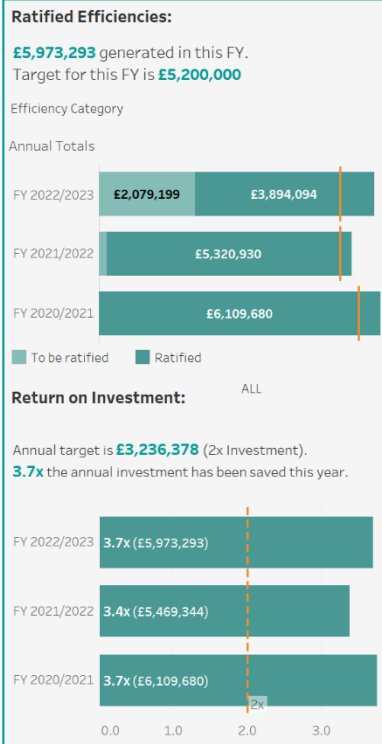 Ratified Efficiencies:
£5,973,293 generated in this FY.
Target for this FY is £5,200,000
Efficiency Category
Annual Totals
FY 2022/2023 £2,079,199 £3,894,094
FY 2021/2022 £5,320,930
FY 2020/2021 £6,109,680
To be ratified Ratified
ALL
Return on Investment:
Annual target is £3,236,378 (2x Investment).
3.7x the annual investment has been saved this year.
FY 2022/2023 3.7x (£5,973,293)
FY 2021/2022 3.4x (£5,469,344)
FY 2020/2021 3.7x (£6,109,680)
2x
0.0 1.0 2.0 3.0